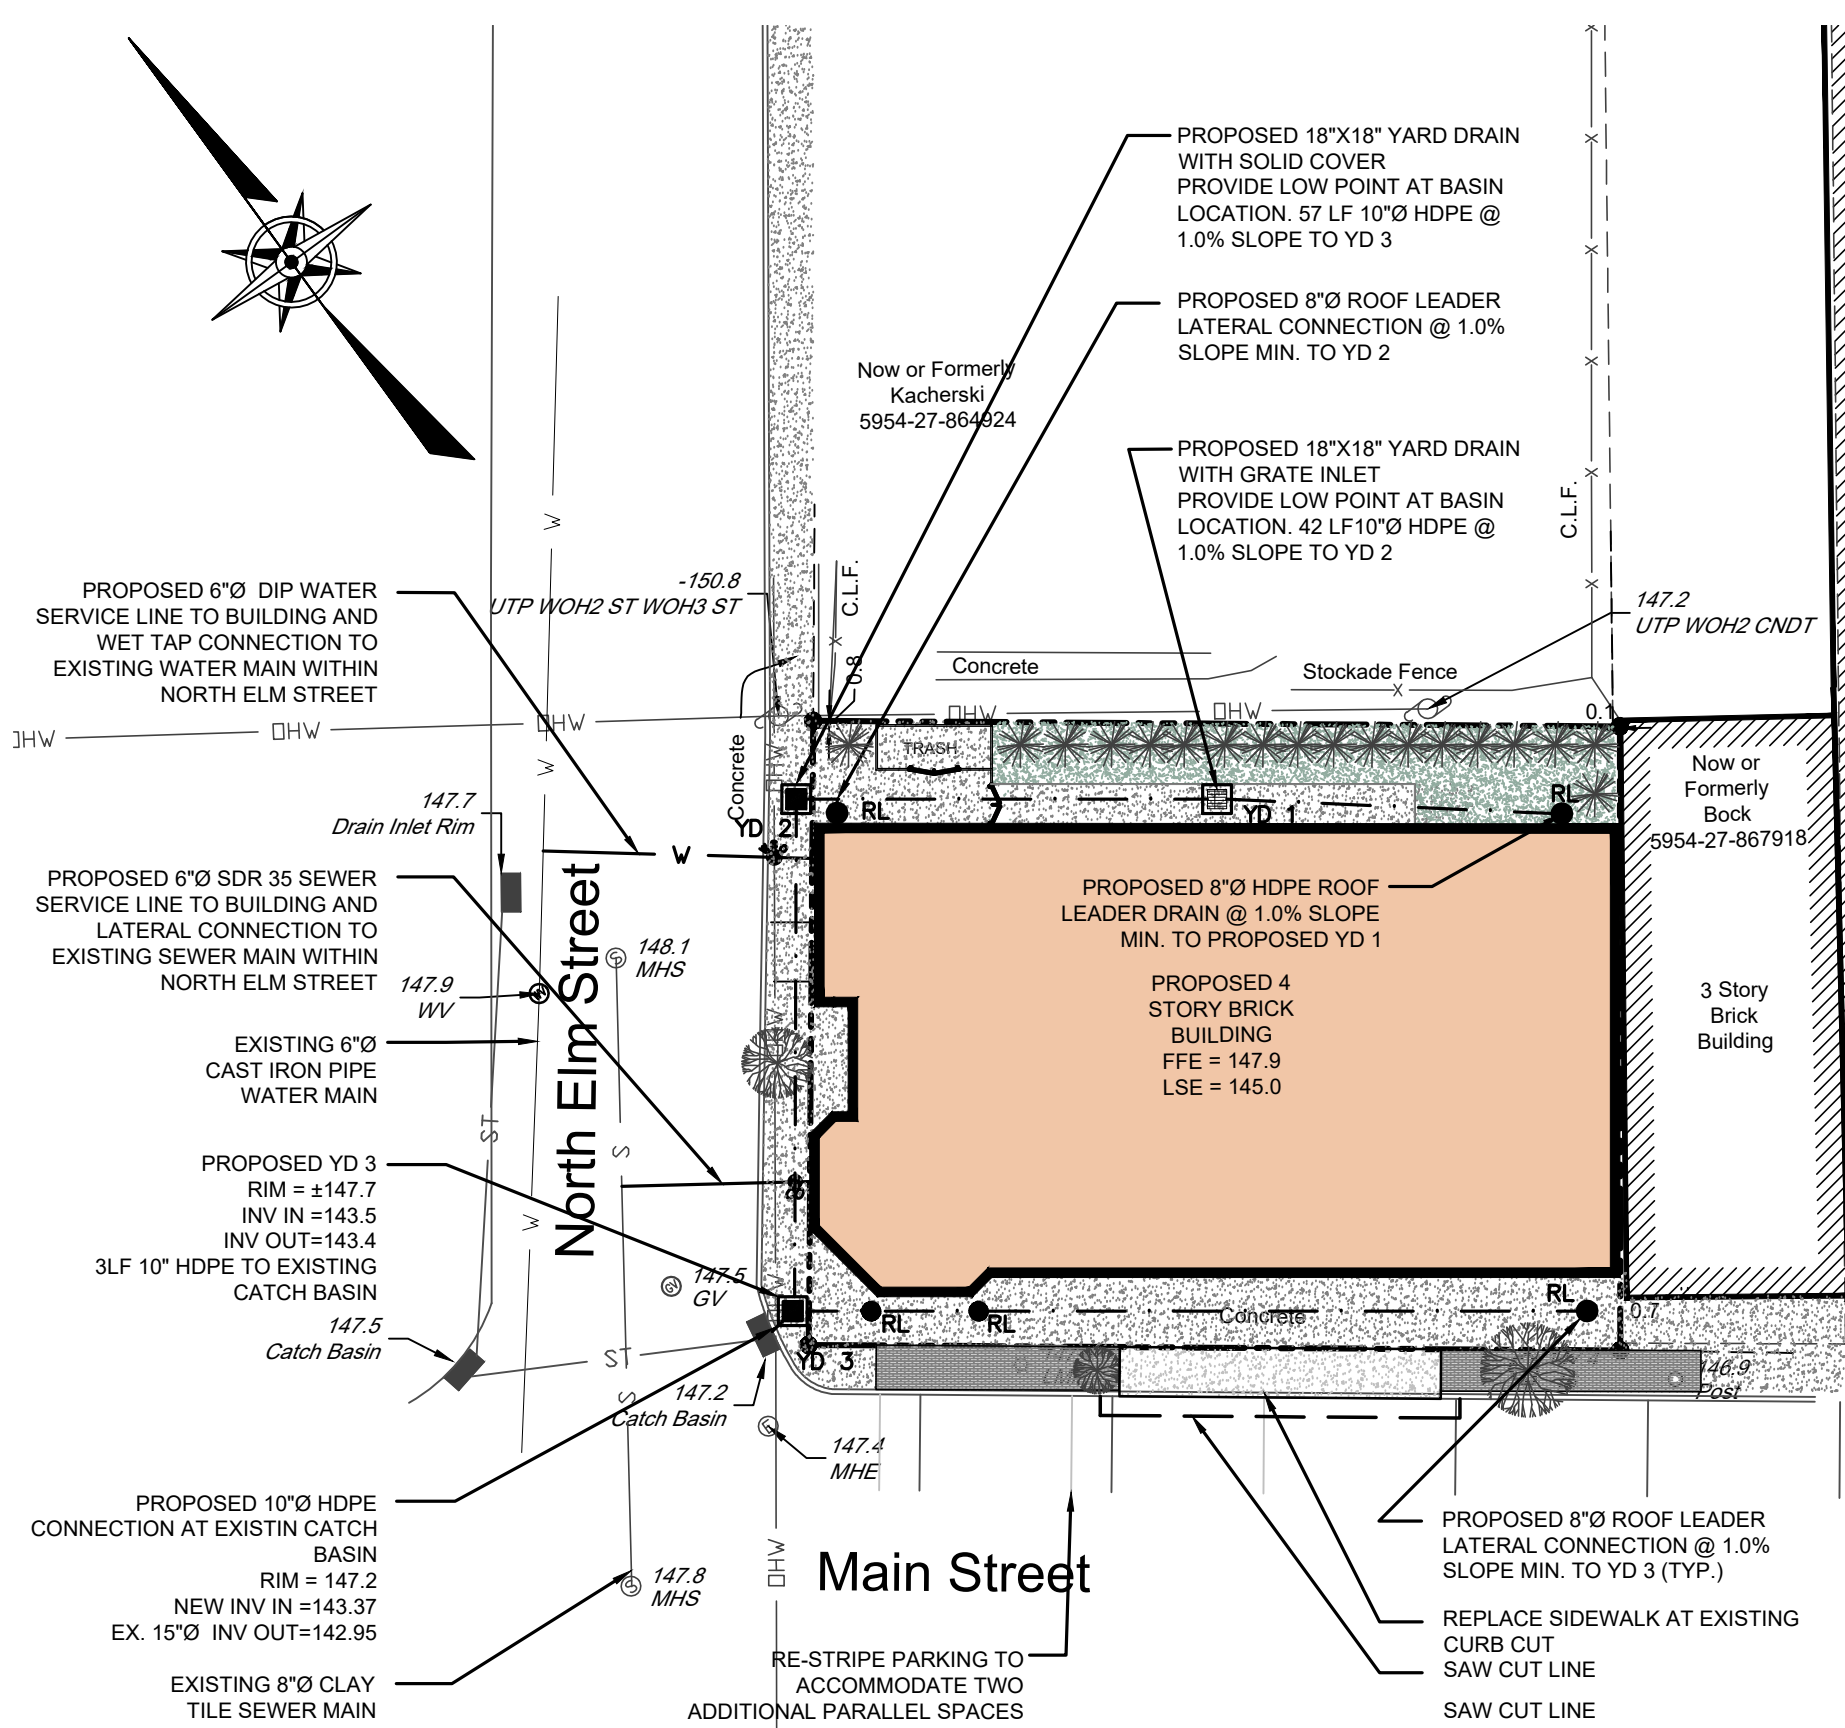 PROPOSED 18"X18" YARD DRAIN
WITH SOLID COVER
PROVIDE LOW POINT AT BASIN
LOCATION. 57 LF 10"Ø HDPE @
1.0% SLOPE TO YD 3
PROPOSED 8"Ø ROOF LEADER
LATERAL CONNECTION @ 1.0%
SLOPE MIN. TO YD 2
Now or Formerly
Kacherski
5954-27-864924
PROPOSED 18"X18" YARD DRAIN
WITH GRATE INLET
PROVIDE LOW POINT AT BASIN
LOCATION. 42 LF10"Ø HDPE @
1.0% SLOPE TO YD 2
C.L.F.
W
-150.8
UTP WOH2 ST WOH3 ST
C.L.F.
0.8
147.2
UTP WOH2 CNDT
PROPOSED 6"Ø DIP WATER
SERVICE LINE TO BUILDING AND
WET TAP CONNECTION TO
EXISTING WATER MAIN WITHIN
NORTH ELM STREET
Concrete
Stockade Fence
OHW
OHW
OHW
OHW
OHW
0.1
Concrete
OHW
TRASH
W
YD 2
RL
YD 1
RL
Now or
Formerly
Bock
5954-27-867918
147.7
Drain Inlet Rim
W
PROPOSED 6"Ø SDR 35 SEWER
SERVICE LINE TO BUILDING AND
LATERAL CONNECTION TO
EXISTING SEWER MAIN WITHIN
NORTH ELM STREET
PROPOSED 8"Ø HDPE ROOF
LEADER DRAIN @ 1.0% SLOPE
MIN. TO PROPOSED YD 1
148.1
MHS
147.9
WV
PROPOSED 4
STORY BRICK
BUILDING
FFE = 147.9
LSE = 145.0
3 Story
Brick
Building
North Elm Street
OHW
EXISTING 6"Ø
CAST IRON PIPE
WATER MAIN
ST
S
W
PROPOSED YD 3
RIM = ±147.7
INV IN =143.5
INV OUT=143.4
3LF 10" HDPE TO EXISTING
CATCH BASIN
147.5
GV
GV
RL
RL
Concrete
RL
0.7
147.5
Catch Basin
ST
YD 3
146.9
Post
147.2
Catch Basin
S
147.4
MHE
PROPOSED 10"Ø HDPE
CONNECTION AT EXISTIN CATCH
BASIN
RIM = 147.2
NEW INV IN =143.37
EX. 15"Ø INV OUT=142.95
147.8
MHS
OHW
Main Street
PROPOSED 8"Ø ROOF LEADER
LATERAL CONNECTION @ 1.0%
SLOPE MIN. TO YD 3 (TYP.)
REPLACE SIDEWALK AT EXISTING
CURB CUT
SAW CUT LINE
SAW CUT LINE
EXISTING 8"Ø CLAY
TILE SEWER MAIN
RE-STRIPE PARKING TO
ACCOMMODATE TWO
ADDITIONAL PARALLEL SPACES